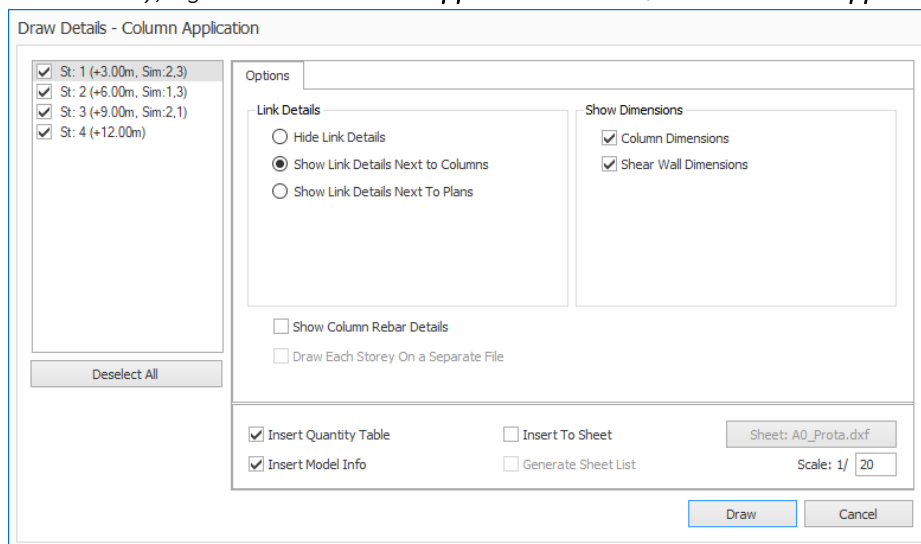 Draw Details - Column Application
St: 1 (+3.00m, Sim:2,3)
St: 2 (+6.00m, Sim:1,3)
St: 3 (+9.00m, Sim:2,1)
St: 4 (+12.00m)
Deselect All
Options
Link Details
Hide Link Details
Show Link Details Next to Columns
Show Link Details Next To Plans
Show Dimensions
Column Dimensions
Shear Wall Dimensions
Show Column Rebar Details
Draw Each Storey On a Separate File
Insert Quantity Table
Insert To Sheet
Sheet: A0_Prota.dxf
Insert Model Info
Generate Sheet List
Scale: 1/ 20
Draw
Cancel